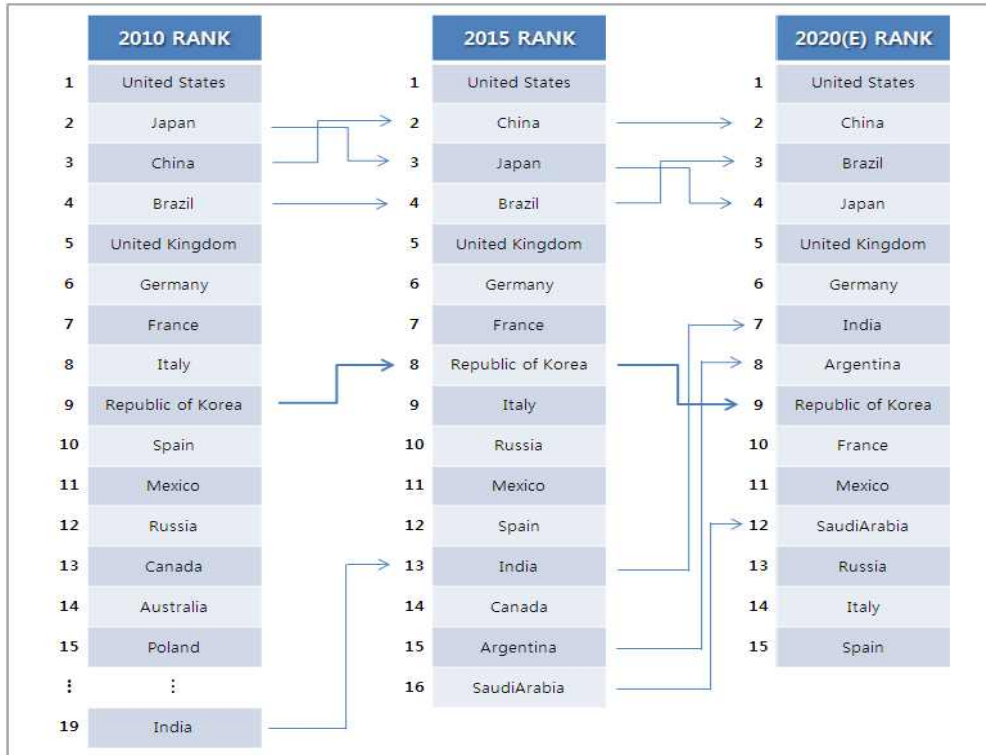 2010 RANK
1 United States
2 Japan
3 China
4 Brazil
5 United Kingdom
6 Germany
7 France
8 Italy
9 Republic of Korea
10 Spain
11 Mexico
12 Russia
13 Canada
14 Australia
15 Poland
⋮ ⋮
19 India
2015 RANK
1 United States
2 China
3 Japan
4 Brazil
5 United Kingdom
6 Germany
7 France
8 Republic of Korea
9 Italy
10 Russia
11 Mexico
12 Spain
13 India
14 Canada
15 Argentina
16 SaudiArabia
2020(E) RANK
1 United States
2 China
3 Brazil
4 Japan
5 United Kingdom
6 Germany
7 India
8 Argentina
9 Republic of Korea
10 France
11 Mexico
12 SaudiArabia
13 Russia
14 Italy
15 Spain